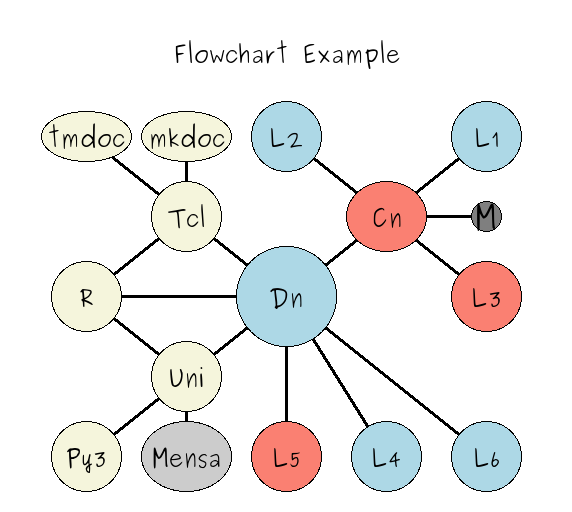 Flowchart Example
tmdoc
mkdoc
L2
L1
Tcl
Cn
M
R
Dn
L3
Uni
Py3
Mensa
L5
L4
L6